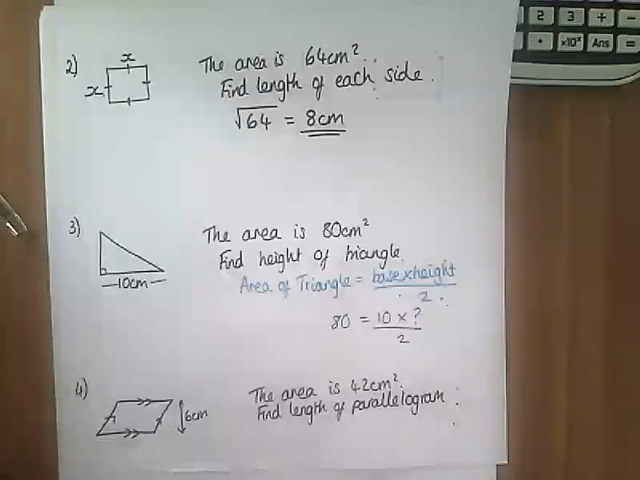 2 3 + −
2) x The area is 64cm²
• x10ˣ Ans =
x Find length of each side.
√64 = 8cm
3) The area is 80cm²
Find height of triangle
10cm Area of Triangle = base x height
2
80 = 10 x ?
2
4) The area is 42cm².
6cm Find length of parallelogram